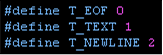 #define T_EOF 0
#define T_TEXT 1
#define T_NEWLINE 2